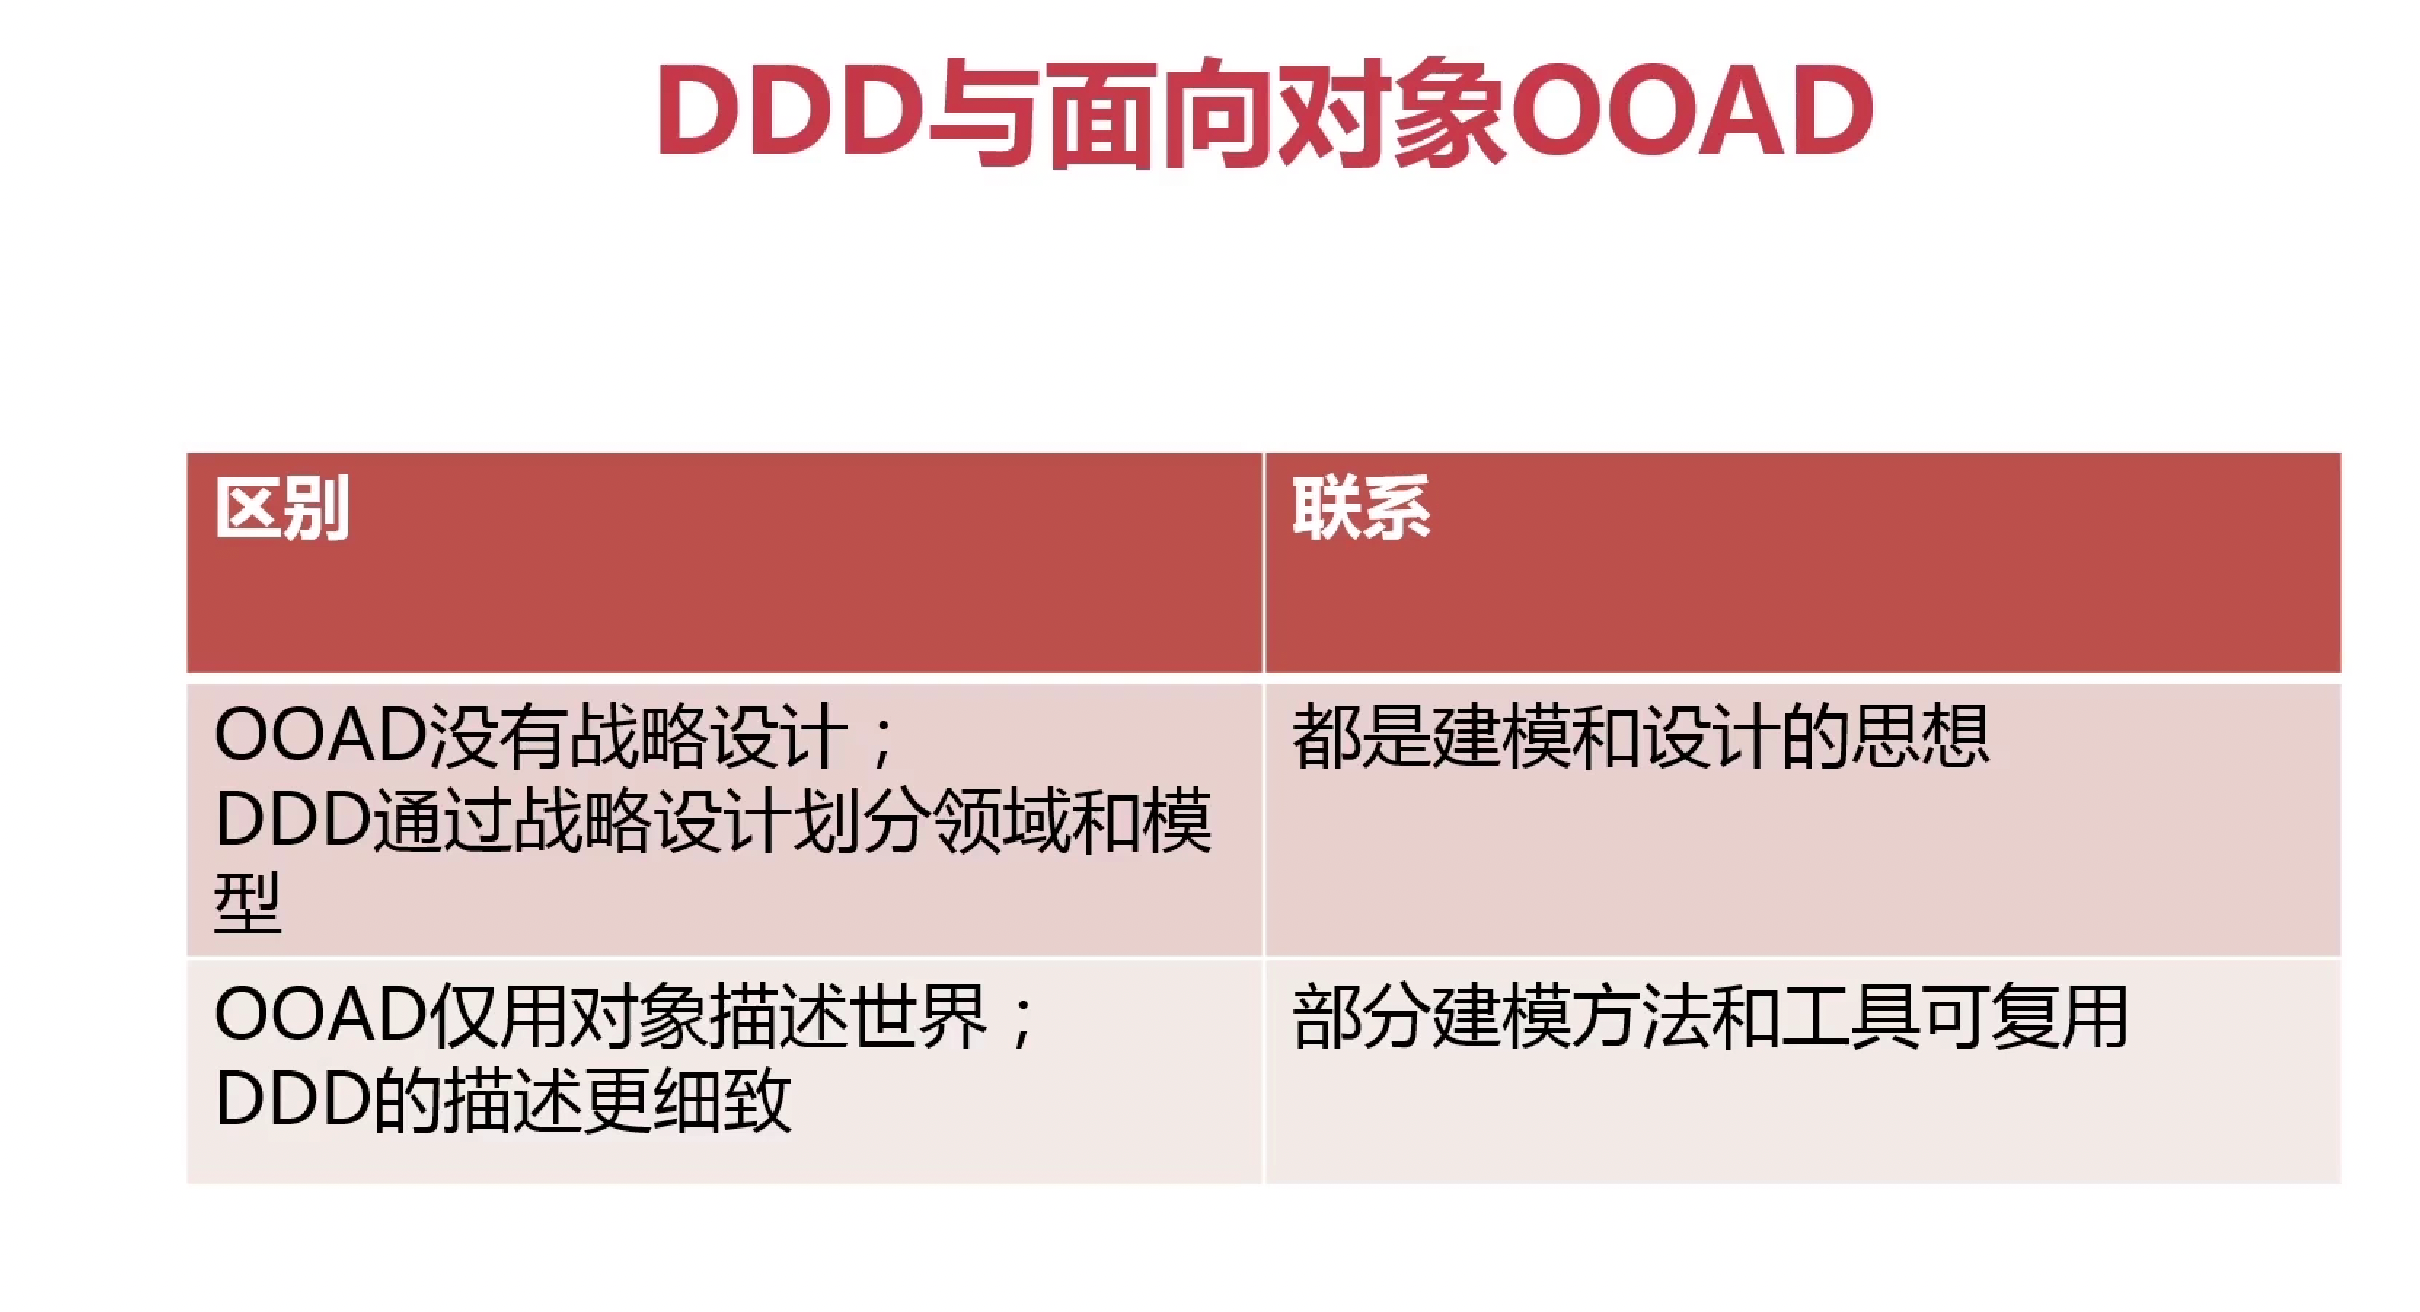 DDD与面向对象OOAD
区别
联系
OOAD没有战略设计；
DDD通过战略设计划分领域和模
型
都是建模和设计的思想
OOAD仅用对象描述世界；
DDD的描述更细致
部分建模方法和工具可复用